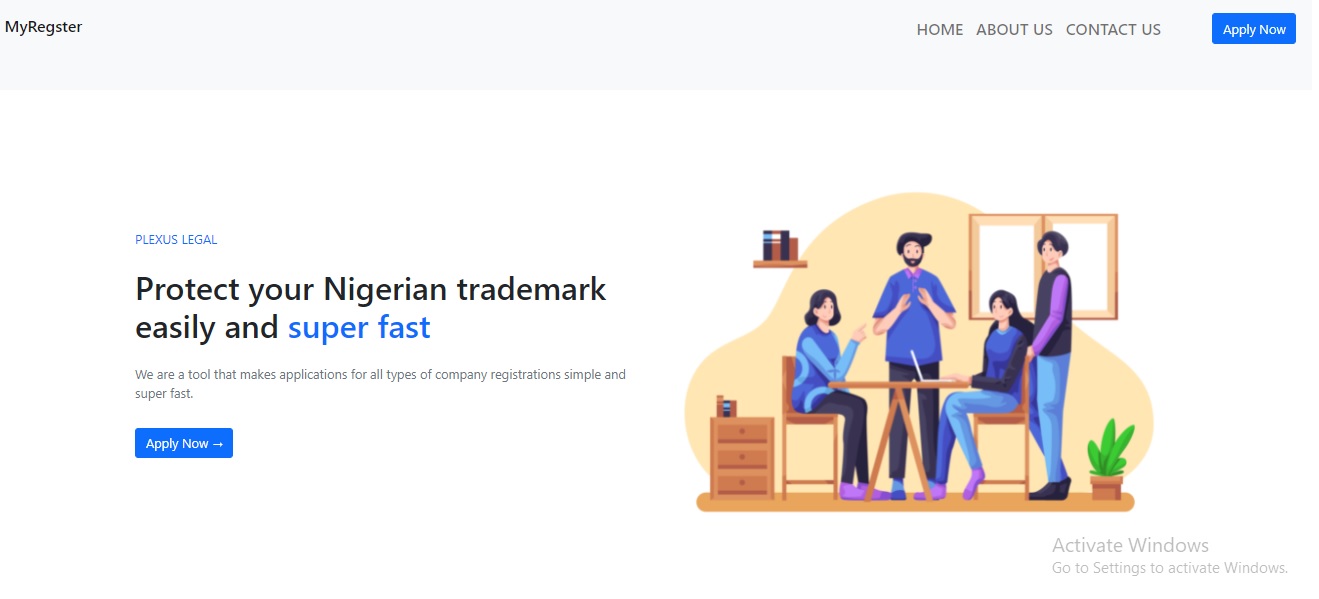 MyRegster
HOME ABOUT US CONTACT US Apply Now
PLEXUS LEGAL
Protect your Nigerian trademark
easily and super fast
We are a tool that makes applications for all types of company registrations simple and
super fast.
Apply Now →
Activate Windows
Go to Settings to activate Windows.